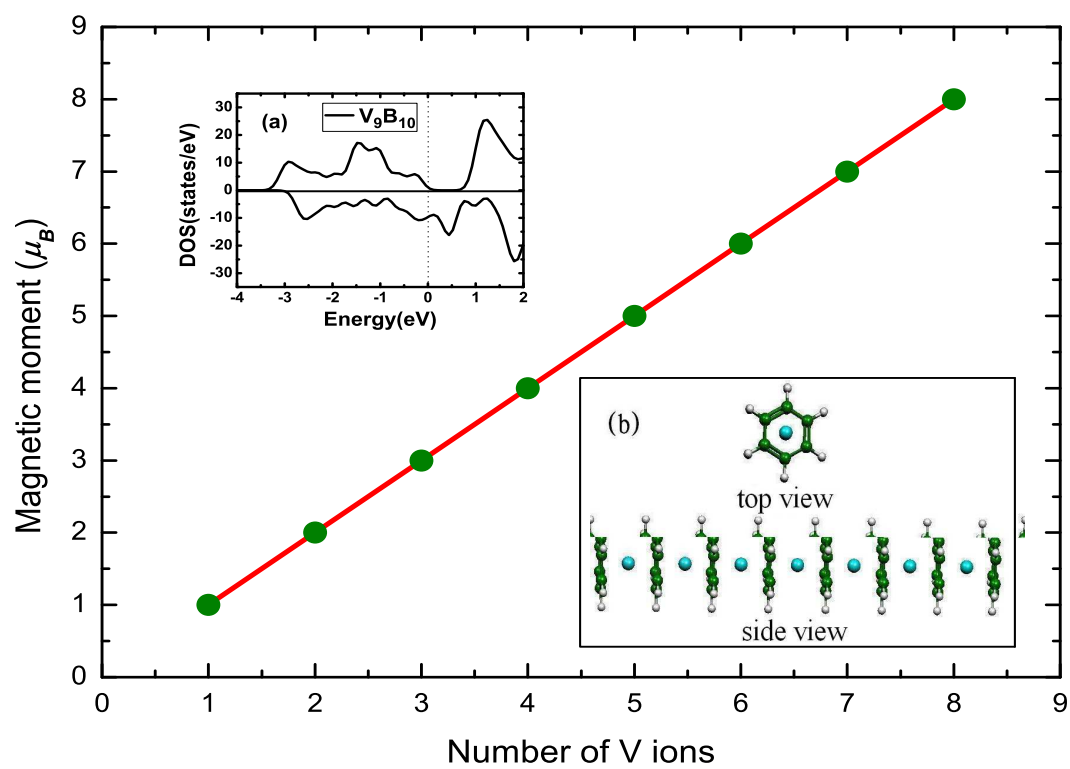 9
8
7
6
5
4
3
2
1
0
Magnetic moment (μB)
0 1 2 3 4 5 6 7 8 9
Number of V ions
(a)
V9B10
30
20
10
0
-10
-20
-30
DOS(states/eV)
-4 -3 -2 -1 0 1 2
Energy(eV)
(b)
top view
side view